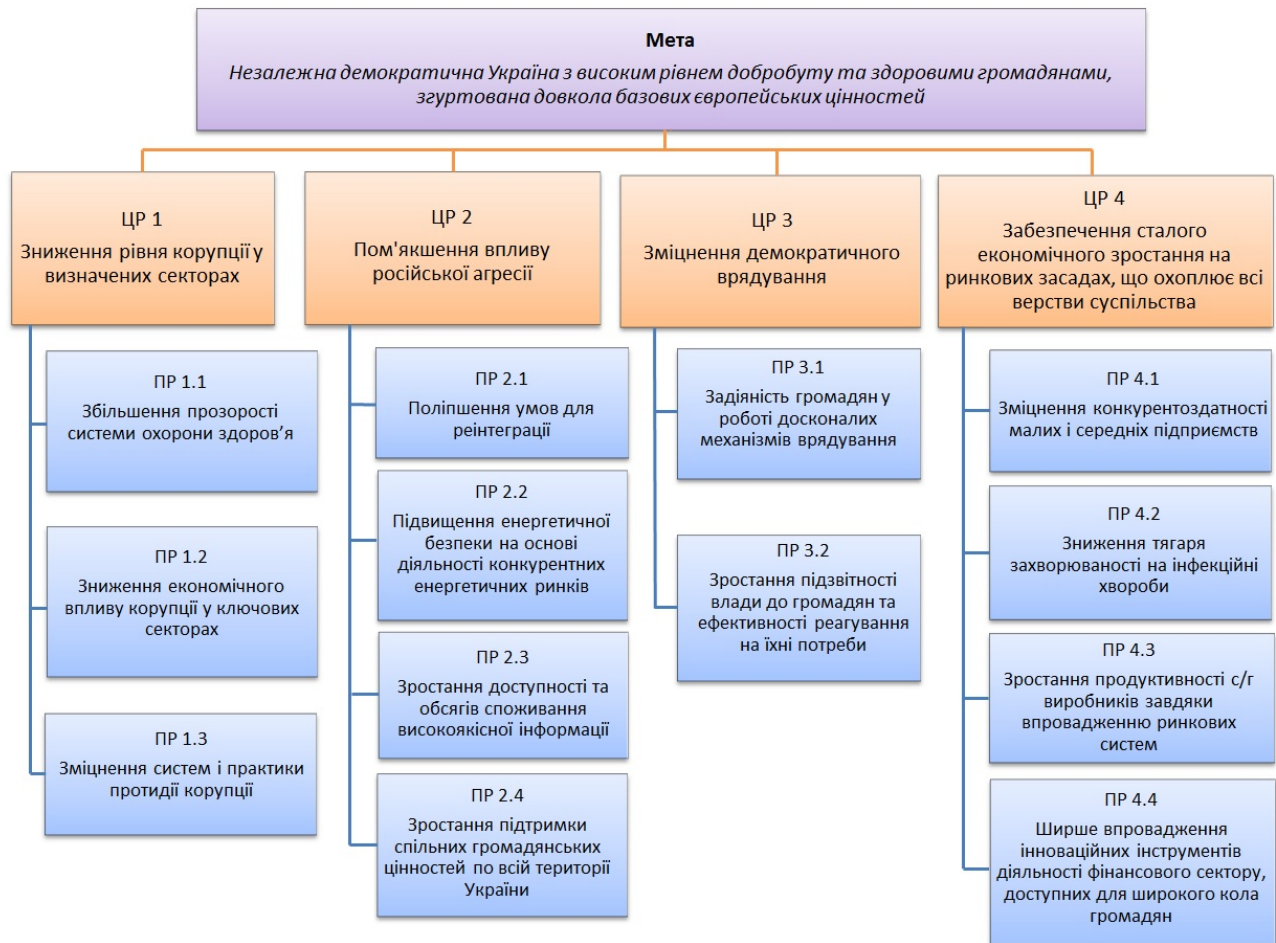 Мета
Незалежна демократична Україна з високим рівнем добробуту та здоровими громадянами,
згуртована довкола базових європейських цінностей
ЦР 1
Зниження рівня корупції у
визначених секторах
ПР 1.1
Збільшення прозорості
системи охорони здоров’я
ПР 1.2
Зниження економічного
впливу корупції у ключових
секторах
ПР 1.3
Зміцнення систем і практики
протидії корупції
ЦР 2
Пом'якшення впливу
російської агресії
ПР 2.1
Поліпшення умов для
реінтеграції
ПР 2.2
Підвищення енергетичної
безпеки на основі
діяльності конкурентних
енергетичних ринків
ПР 2.3
Зростання доступності та
обсягів споживання
високоякісної інформації
ПР 2.4
Зростання підтримки
спільних громадянських
цінностей по всій території
України
ЦР 3
Зміцнення демократичного
врядування
ПР 3.1
Задіяність громадян у
роботі досконалих
механізмів врядування
ПР 3.2
Зростання підзвітності
влади до громадян та
ефективності реагування
на їхні потреби
ЦР 4
Забезпечення сталого
економічного зростання на
ринкових засадах, що охоплює всі
верстви суспільства
ПР 4.1
Зміцнення конкурентоздатності
малих і середніх підприємств
ПР 4.2
Зниження тягаря
захворюваності на інфекційні
хвороби
ПР 4.3
Зростання продуктивності с/г
виробників завдяки
впровадженню ринкових
систем
ПР 4.4
Ширше впровадження
інноваційних інструментів
діяльності фінансового сектору,
доступних для широкого кола
громадян